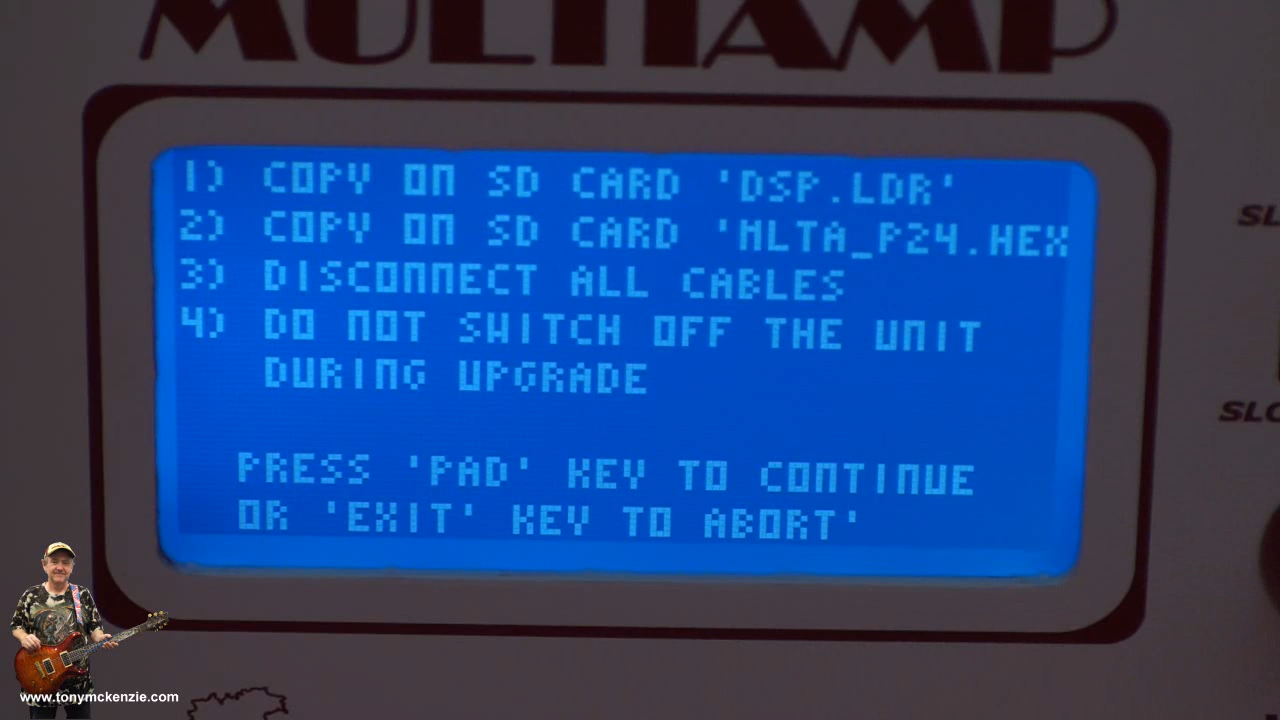 MULTIAMP
1) COPY ON SD CARD 'DSP.LDR'
2) COPY ON SD CARD 'MLTA_P24.HEX
3) DISCONNECT ALL CABLES
4) DO NOT SWITCH OFF THE UNIT
DURING UPGRADE
PRESS 'PAD' KEY TO CONTINUE
OR 'EXIT' KEY TO ABORT'
www.tonymckenzie.com